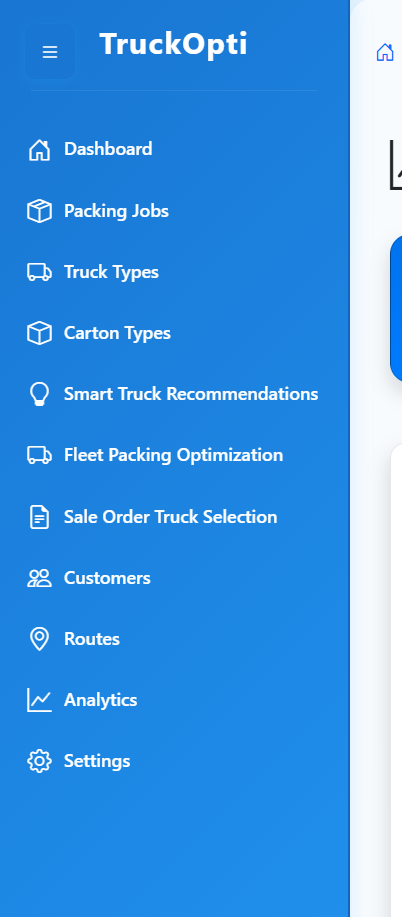 TruckOpti
Dashboard
Packing Jobs
Truck Types
Carton Types
Smart Truck Recommendations
Fleet Packing Optimization
Sale Order Truck Selection
Customers
Routes
Analytics
Settings